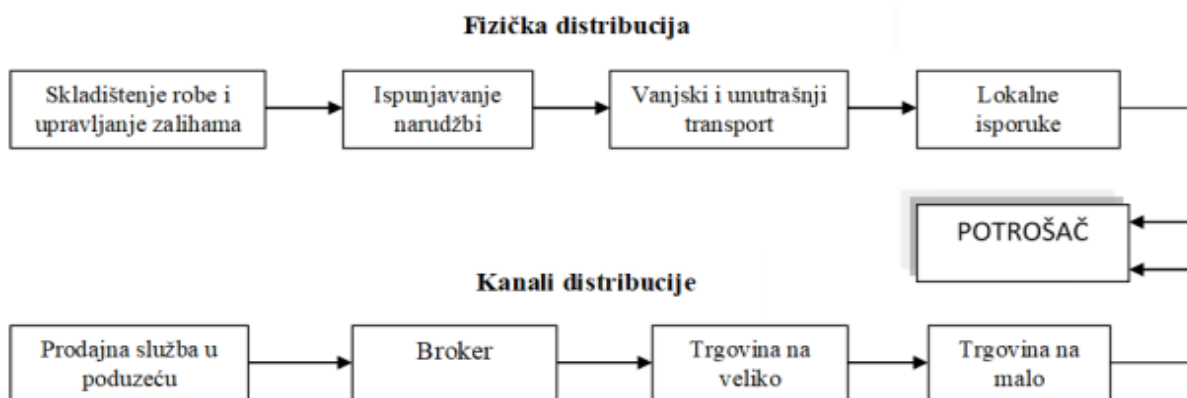 Fizička distribucija
Skladištenje robe i
upravljanje zalihama
Ispunjavanje
narudžbi
Vanjski i unutrašnji
transport
Lokalne
isporuke
POTROŠAČ
Kanali distribucije
Prodajna služba u
poduzeću
Broker
Trgovina na
veliko
Trgovina na
malo